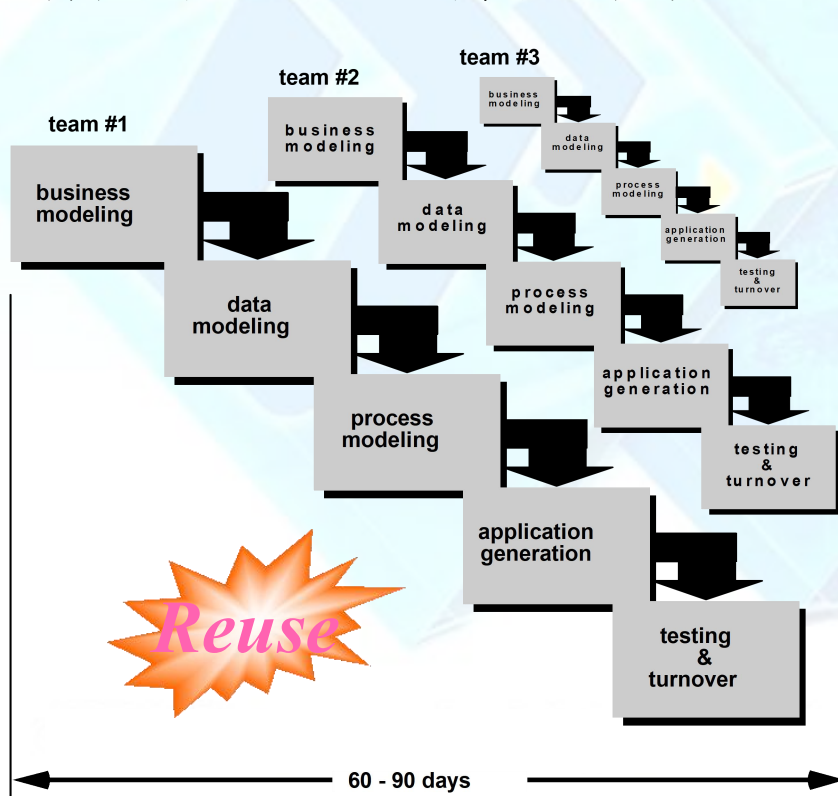 team #1
business
modeling
data
modeling
process
modeling
application
generation
testing
&
turnover
team #2
business
modeling
data
modeling
process
modeling
application
generation
testing
&
turnover
team #3
business
modeling
data
modeling
process
modeling
application
generation
testing
&
turnover
Reuse
60 - 90 days